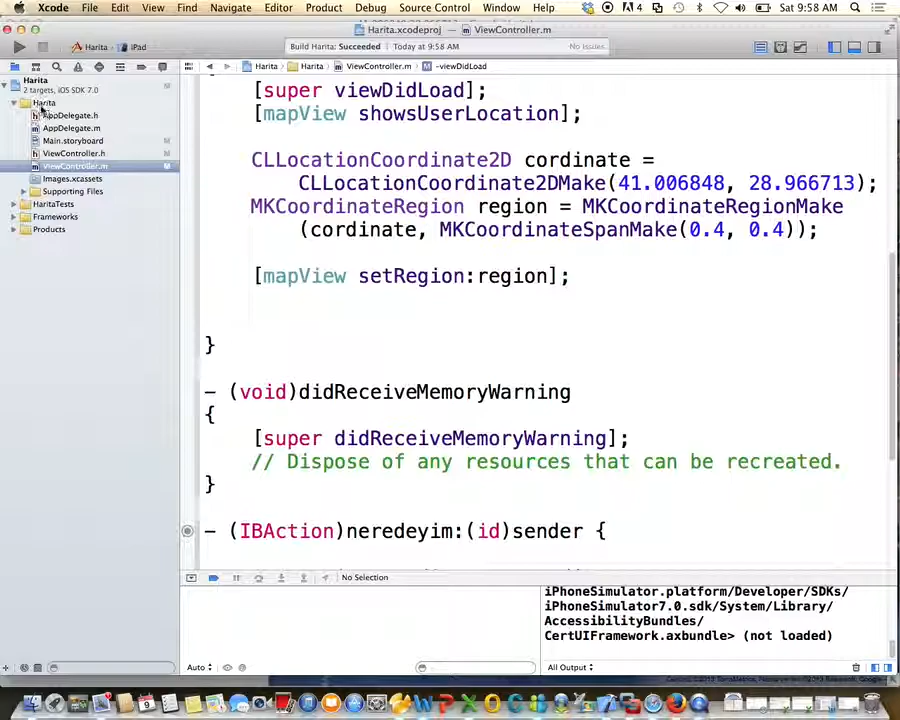 Xcode File Edit View Find Navigate Editor Product Debug Source Control Window Help 4 Sat 9:58 AM
Harita.xcodeproj — ViewController.m
Harita iPad Build Harita: Succeeded Today at 9:58 AM No Issues
Harita Harita ViewController.m -viewDidLoad
Harita
2 targets, iOS SDK 7.0 M
Harita
AppDelegate.h
AppDelegate.m
Main.storyboard M
ViewController.h M
ViewController.m M
Images.xcassets
Supporting Files
HaritaTests
Frameworks
Products
[super viewDidLoad];
[mapView showsUserLocation];
CLLocationCoordinate2D cordinate =
CLLocationCoordinate2DMake(41.006848, 28.966713);
MKCoordinateRegion region = MKCoordinateRegionMake
(cordinate, MKCoordinateSpanMake(0.4, 0.4));
[mapView setRegion:region];
}
- (void)didReceiveMemoryWarning
{
[super didReceiveMemoryWarning];
// Dispose of any resources that can be recreated.
}
- (IBAction)neredeyim:(id)sender {
No Selection
iPhoneSimulator.platform/Developer/SDKs/
iPhoneSimulator7.0.sdk/System/Library/
AccessibilityBundles/
CertUIFramework.axbundle> (not loaded)
Auto All Output